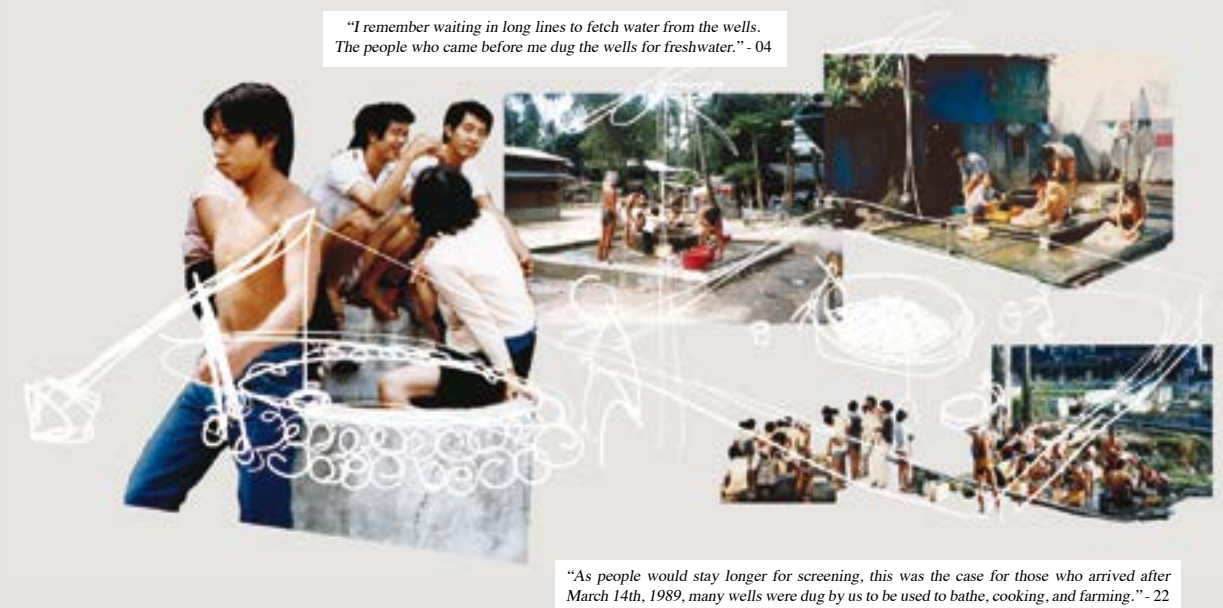 “I remember waiting in long lines to fetch water from the wells.
The people who came before me dug the wells for freshwater.” - 04
“As people would stay longer for screening, this was the case for those who arrived after
March 14th, 1989, many wells were dug by us to be used to bathe, cooking, and farming.” - 22